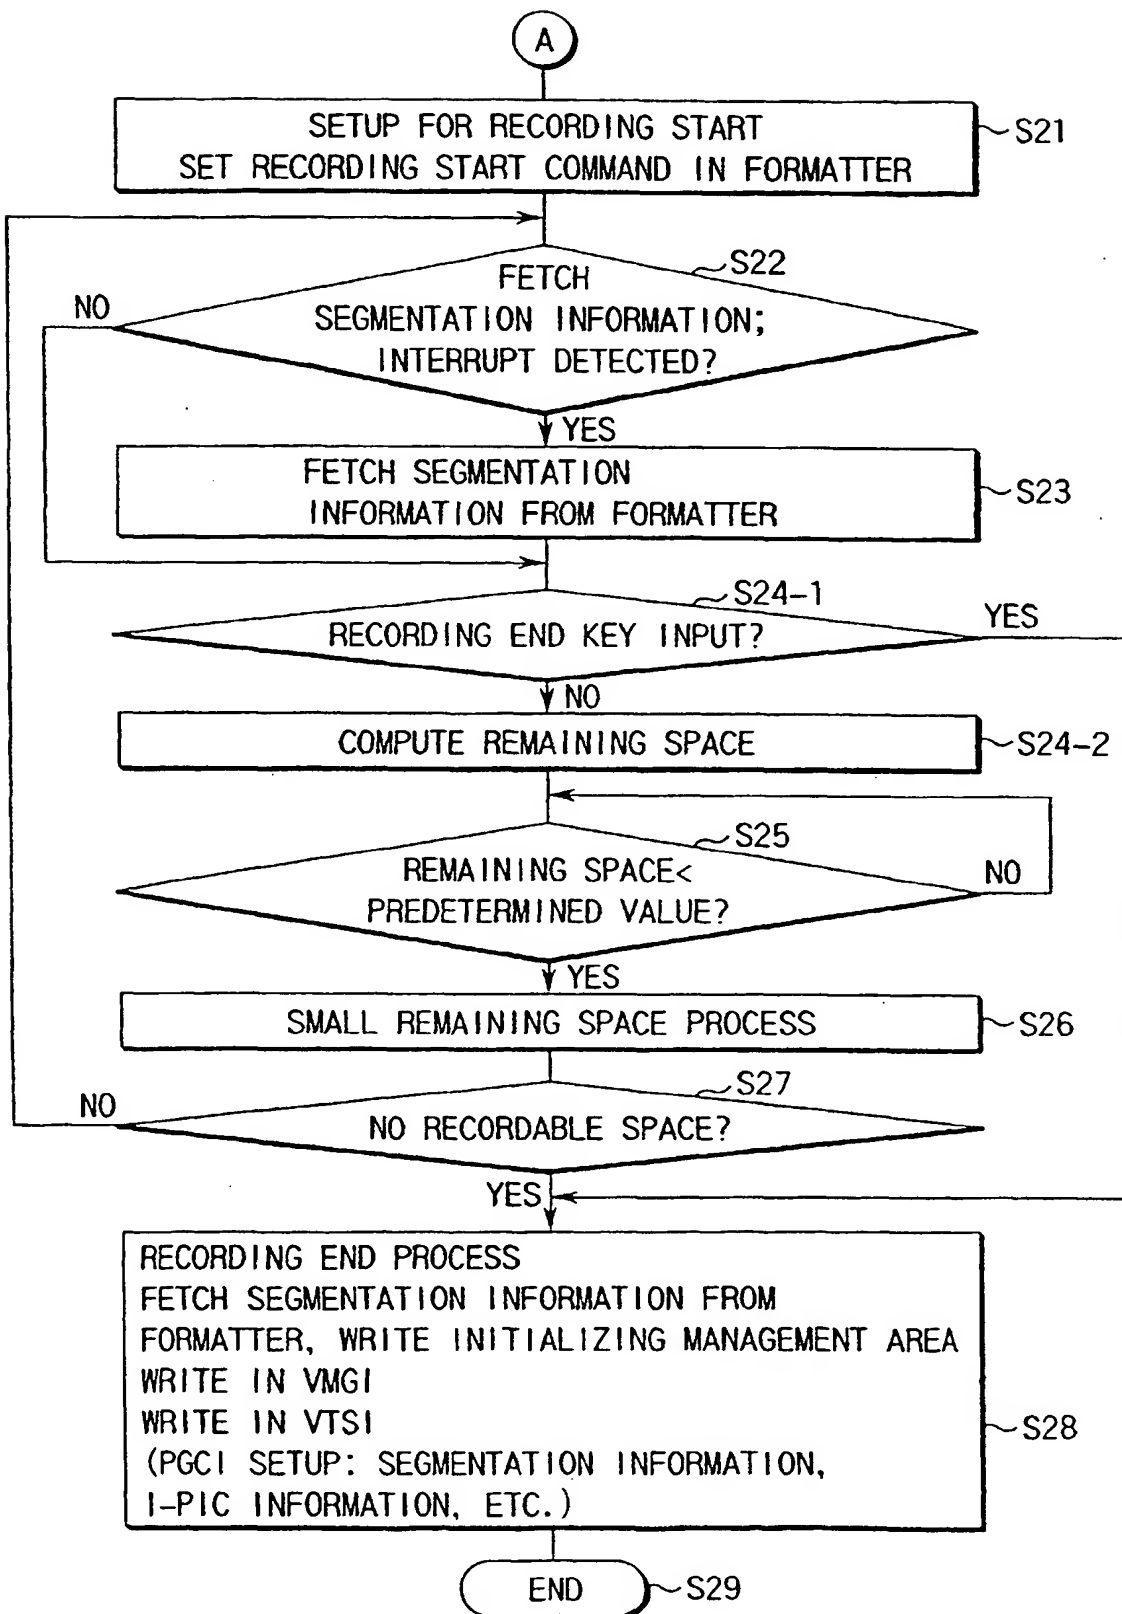 A
SETUP FOR RECORDING START
SET RECORDING START COMMAND IN FORMATTER
S21
S22
FETCH
SEGMENTATION INFORMATION;
INTERRUPT DETECTED?
NO
YES
FETCH SEGMENTATION
INFORMATION FROM FORMATTER
S23
S24-1
RECORDING END KEY INPUT?
YES
NO
COMPUTE REMAINING SPACE
S24-2
S25
REMAINING SPACE<
PREDETERMINED VALUE?
NO
YES
SMALL REMAINING SPACE PROCESS
S26
S27
NO
NO RECORDABLE SPACE?
YES
RECORDING END PROCESS
FETCH SEGMENTATION INFORMATION FROM
FORMATTER, WRITE INITIALIZING MANAGEMENT AREA
WRITE IN VMGI
WRITE IN VTSI
(PGCI SETUP: SEGMENTATION INFORMATION,
I-PIC INFORMATION, ETC.)
S28
END
S29